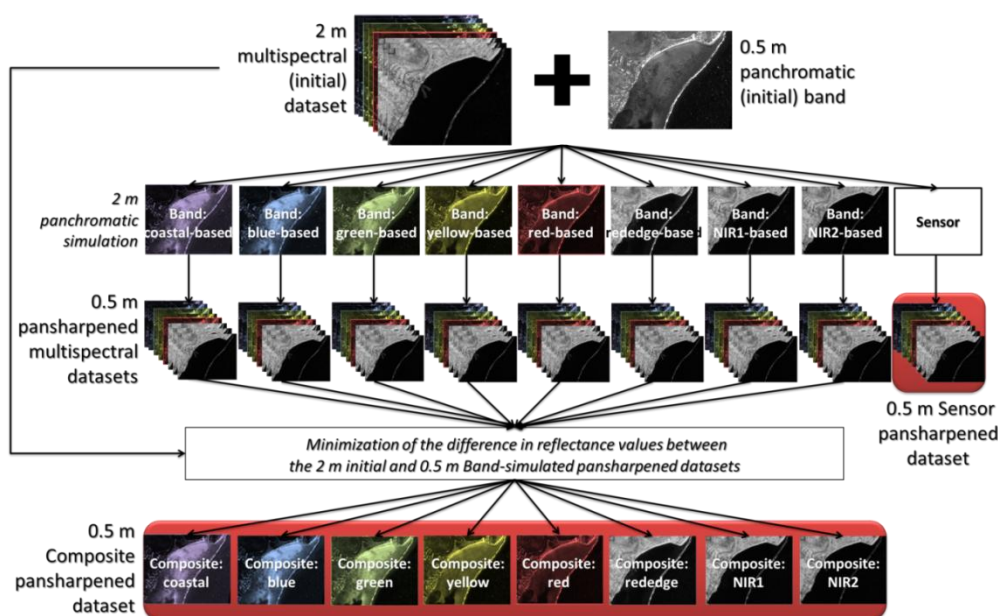 2 m
multispectral
(initial)
dataset
0.5 m
panchromatic
(initial) band
2 m
panchromatic
simulation
Band:
coastal-based
Band:
blue-based
Band:
green-based
Band:
yellow-based
Band:
red-based
Band:
rededge-based
Band:
NIR1-based
Band:
NIR2-based
Sensor
0.5 m
pansharpened
multispectral
datasets
0.5 m Sensor
pansharpened
dataset
Minimization of the difference in reflectance values between
the 2 m initial and 0.5 m Band-simulated pansharpened datasets
0.5 m
Composite
pansharpened
dataset
Composite:
coastal
Composite:
blue
Composite:
green
Composite:
yellow
Composite:
red
Composite:
rededge
Composite:
NIR1
Composite:
NIR2